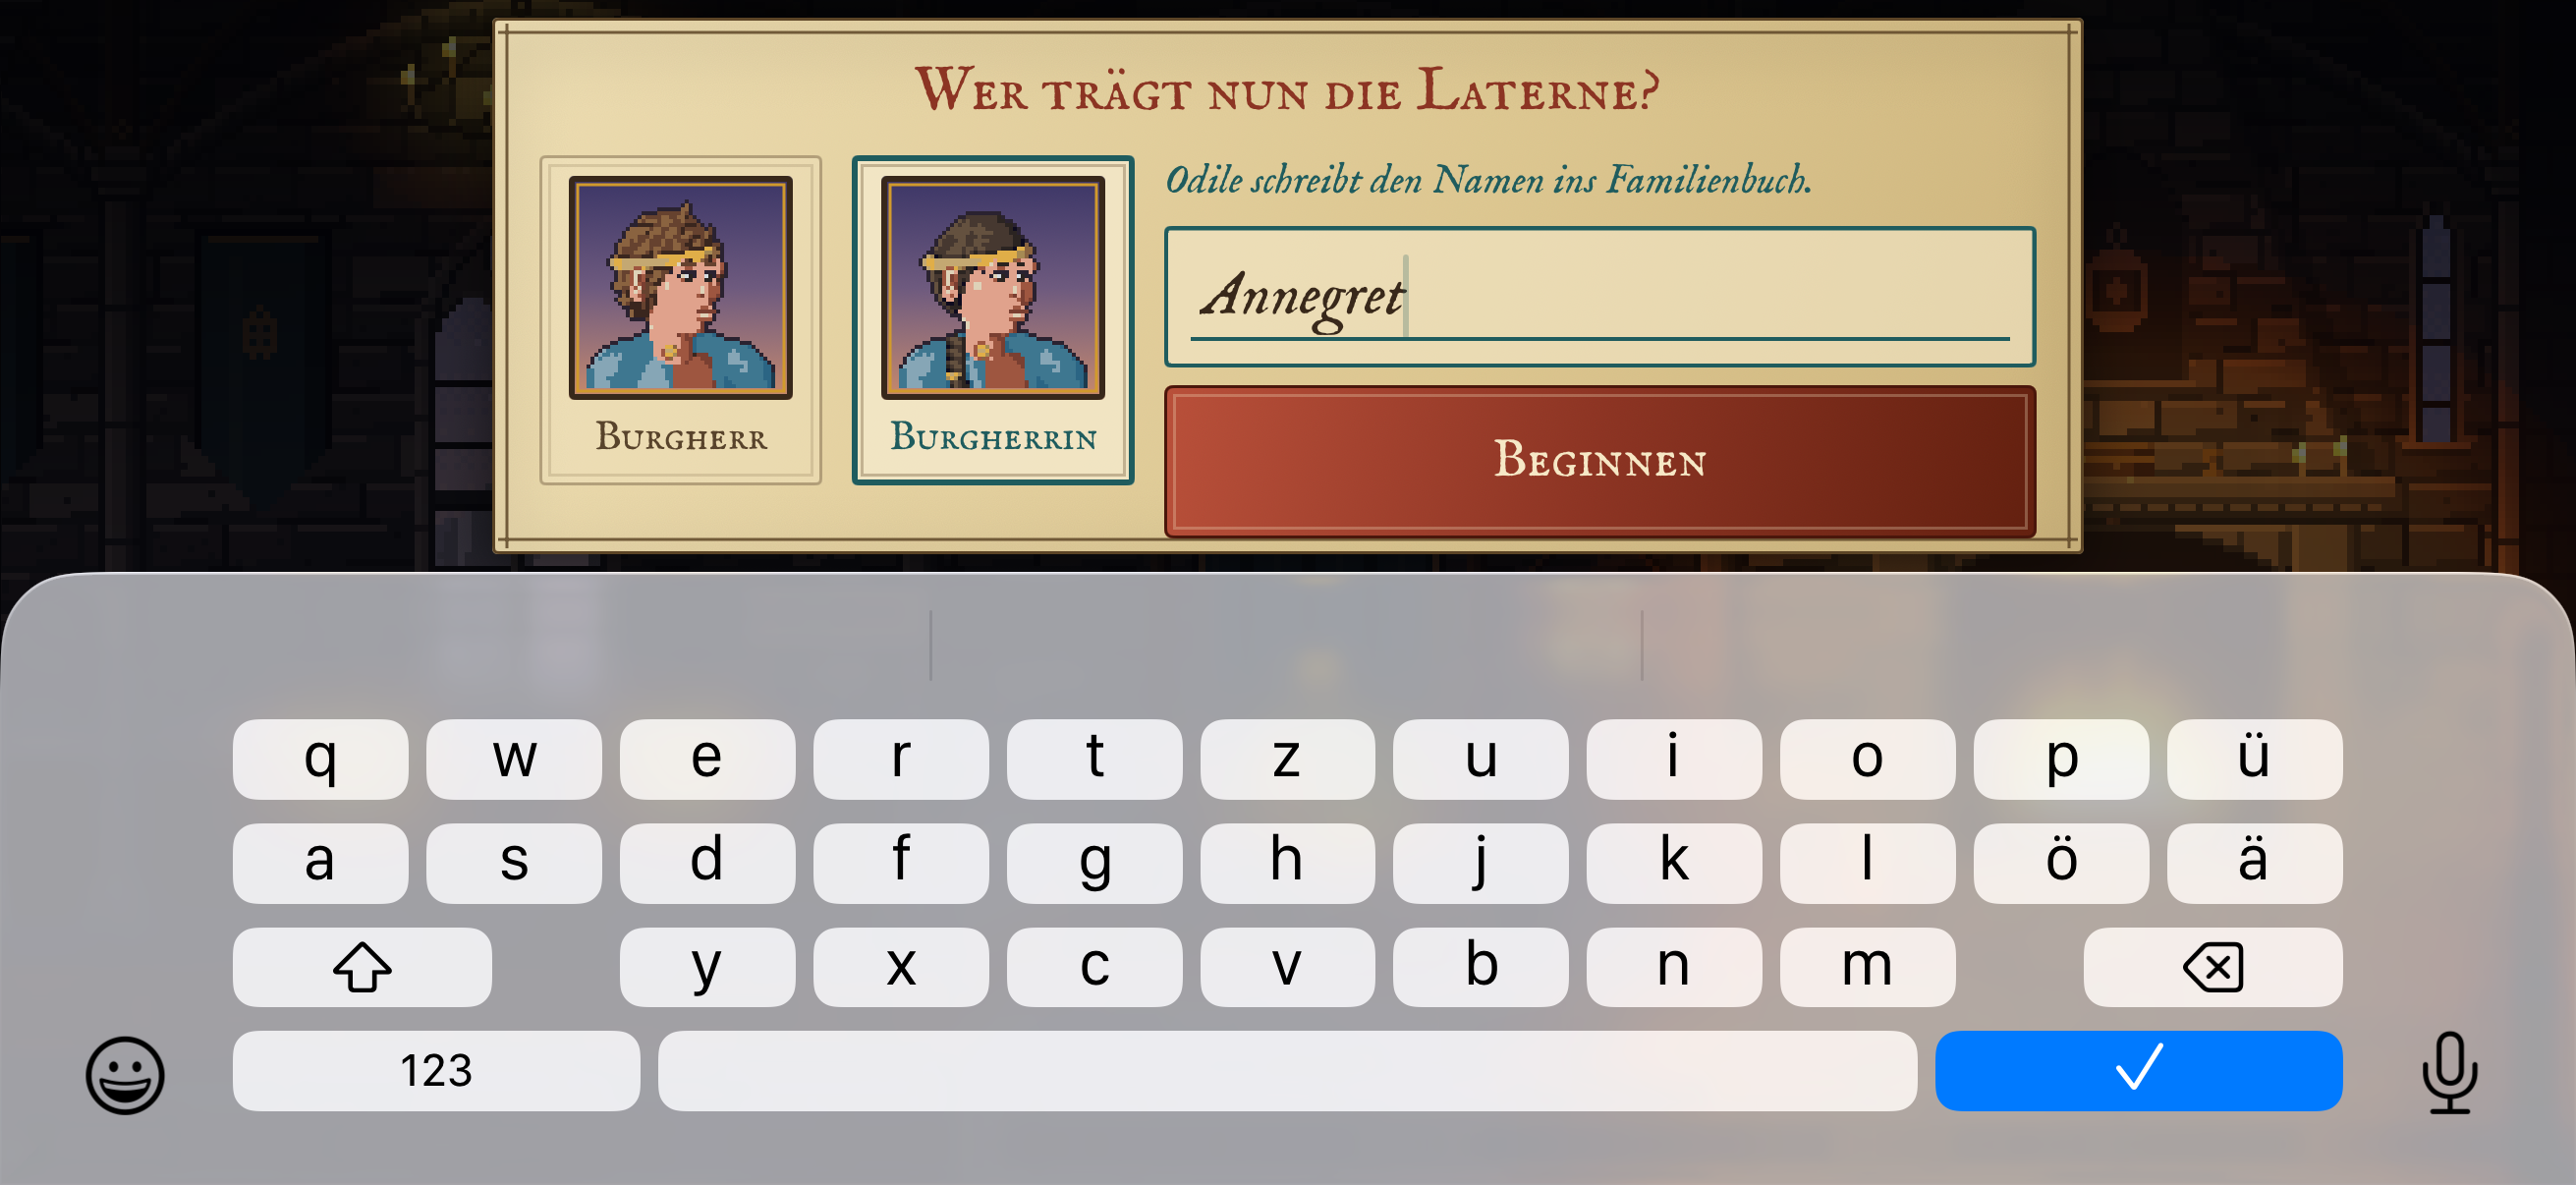 Wer trägt nun die Laterne?
Burgherr
Burgherrin
Odile schreibt den Namen ins Familienbuch.
Annegret
Beginnen
q w e r t z u i o p ü
a s d f g h j k l ö ä
y x c v b n m
123